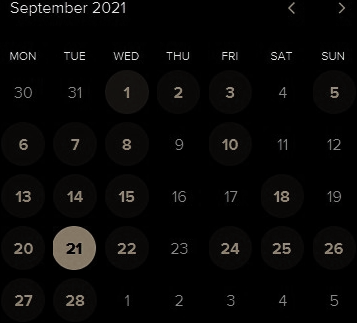 September 2021
MON TUE WED THU FRI SAT SUN
30 31 1 2 3 4 5
6 7 8 9 10 11 12
13 14 15 16 17 18 19
20 21 22 23 24 25 26
27 28 1 2 3 4 5